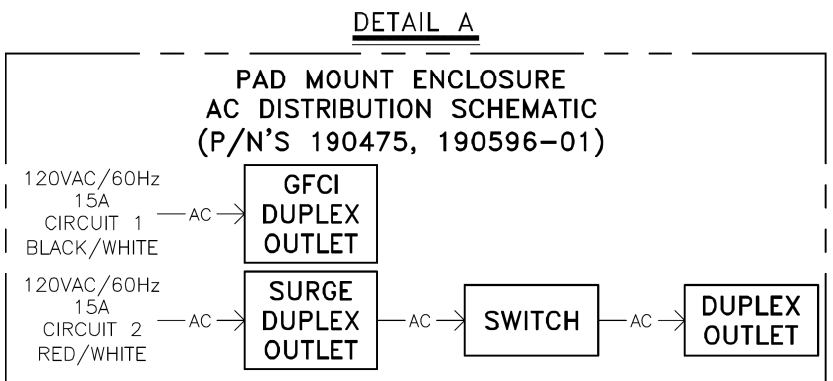 DETAIL A
PAD MOUNT ENCLOSURE
AC DISTRIBUTION SCHEMATIC
(P/N'S 190475, 190596-01)
120VAC/60Hz
15A
CIRCUIT 1
BLACK/WHITE
AC
GFCI
DUPLEX
OUTLET
120VAC/60Hz
15A
CIRCUIT 2
RED/WHITE
AC
SURGE
DUPLEX
OUTLET
AC
SWITCH
AC
DUPLEX
OUTLET